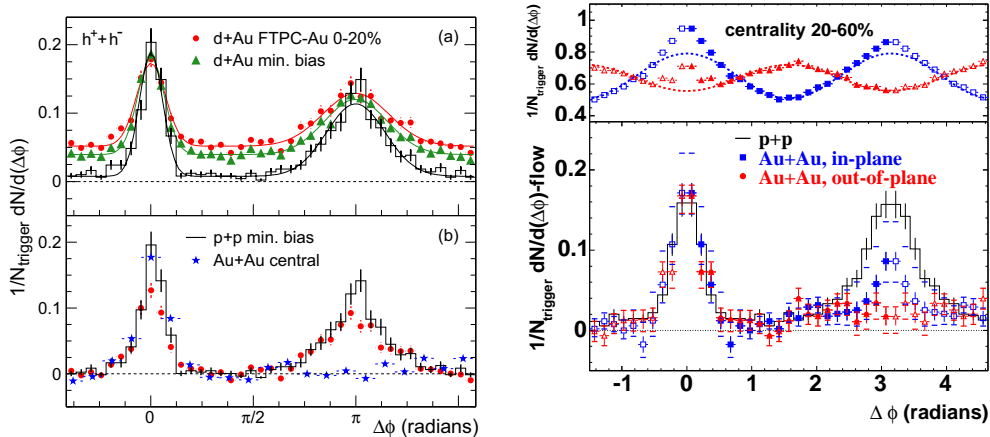 h⁺+h⁻
(a)
d+Au FTPC-Au 0-20%
d+Au min. bias
0.2
0.1
0
(b)
p+p min. bias
Au+Au central
0.2
0.1
0
1/N_trigger dN/d(Δϕ)
0 π/2 π
Δϕ (radians)
centrality 20-60%
1/N_trigger dN/d(Δϕ)
1
0.8
0.6
0.4
p+p
Au+Au, in-plane
Au+Au, out-of-plane
1/N_trigger dN/d(Δϕ)-flow
0.2
0.1
0
-1 0 1 2 3 4
Δ ϕ (radians)